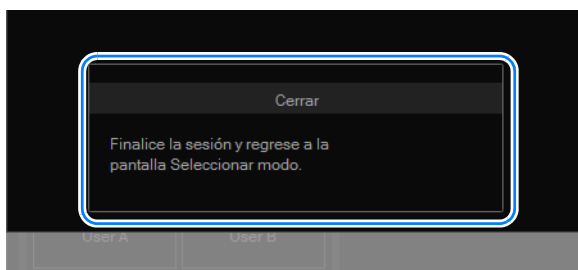 Cerrar
Finalice la sesión y regrese a la
pantalla Seleccionar modo.
User A User B